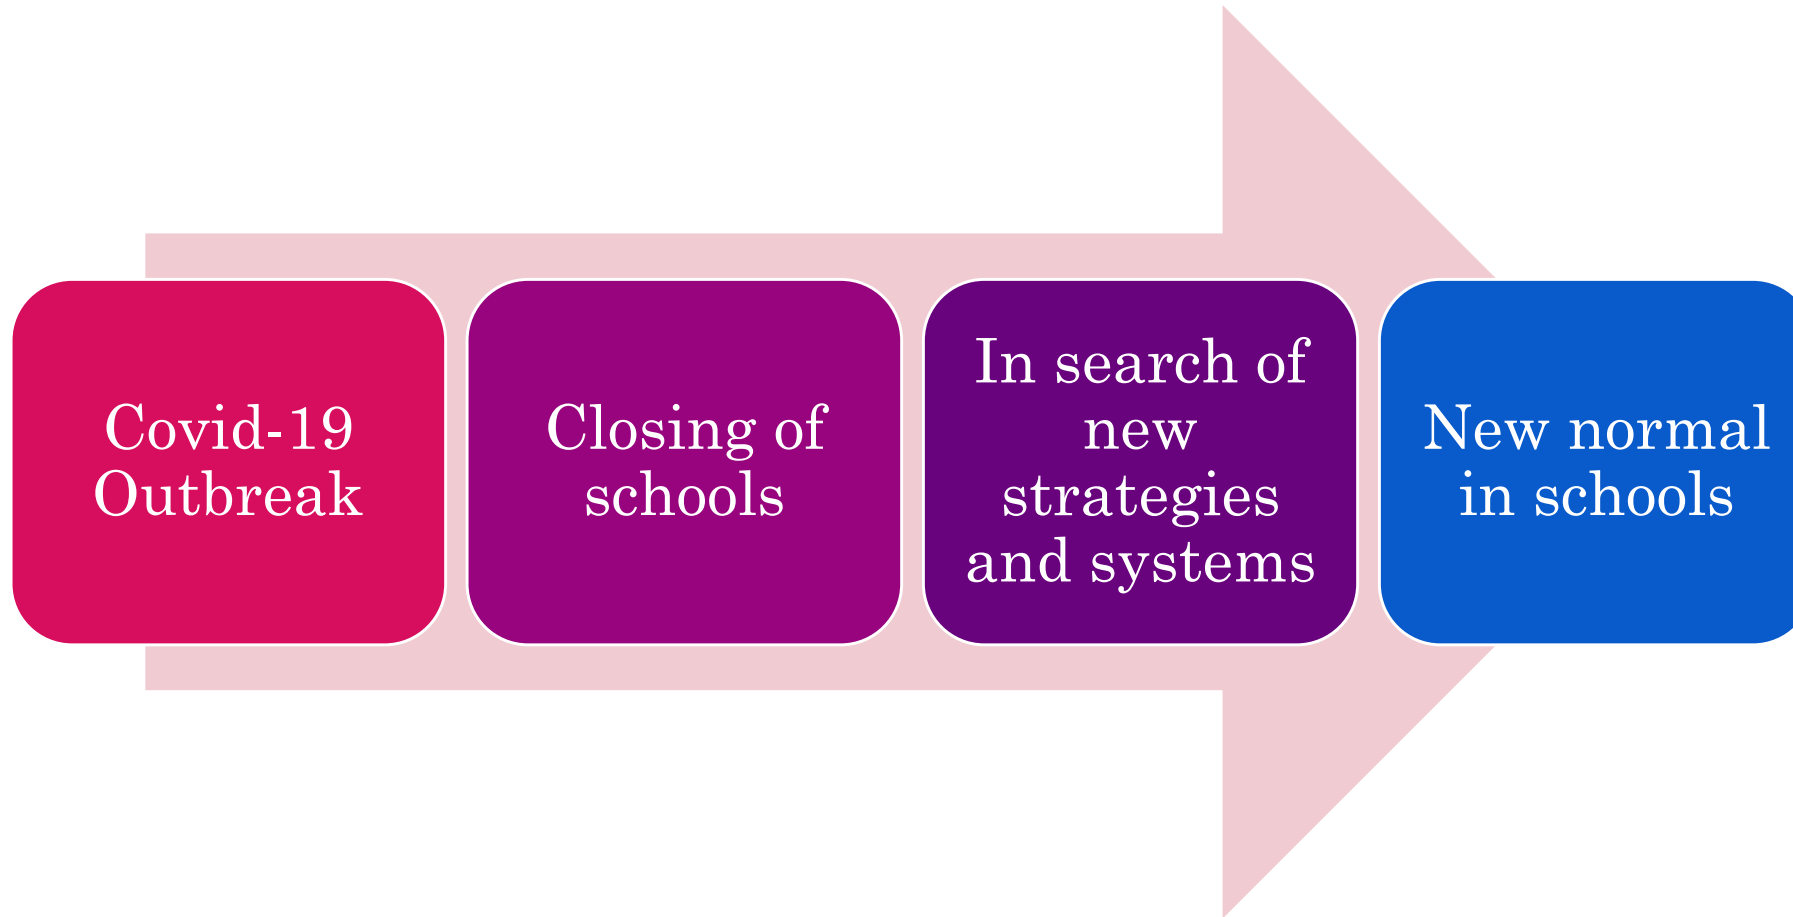 Covid-19
Outbreak
Closing of
schools
In search of
new
strategies
and systems
New normal
in schools